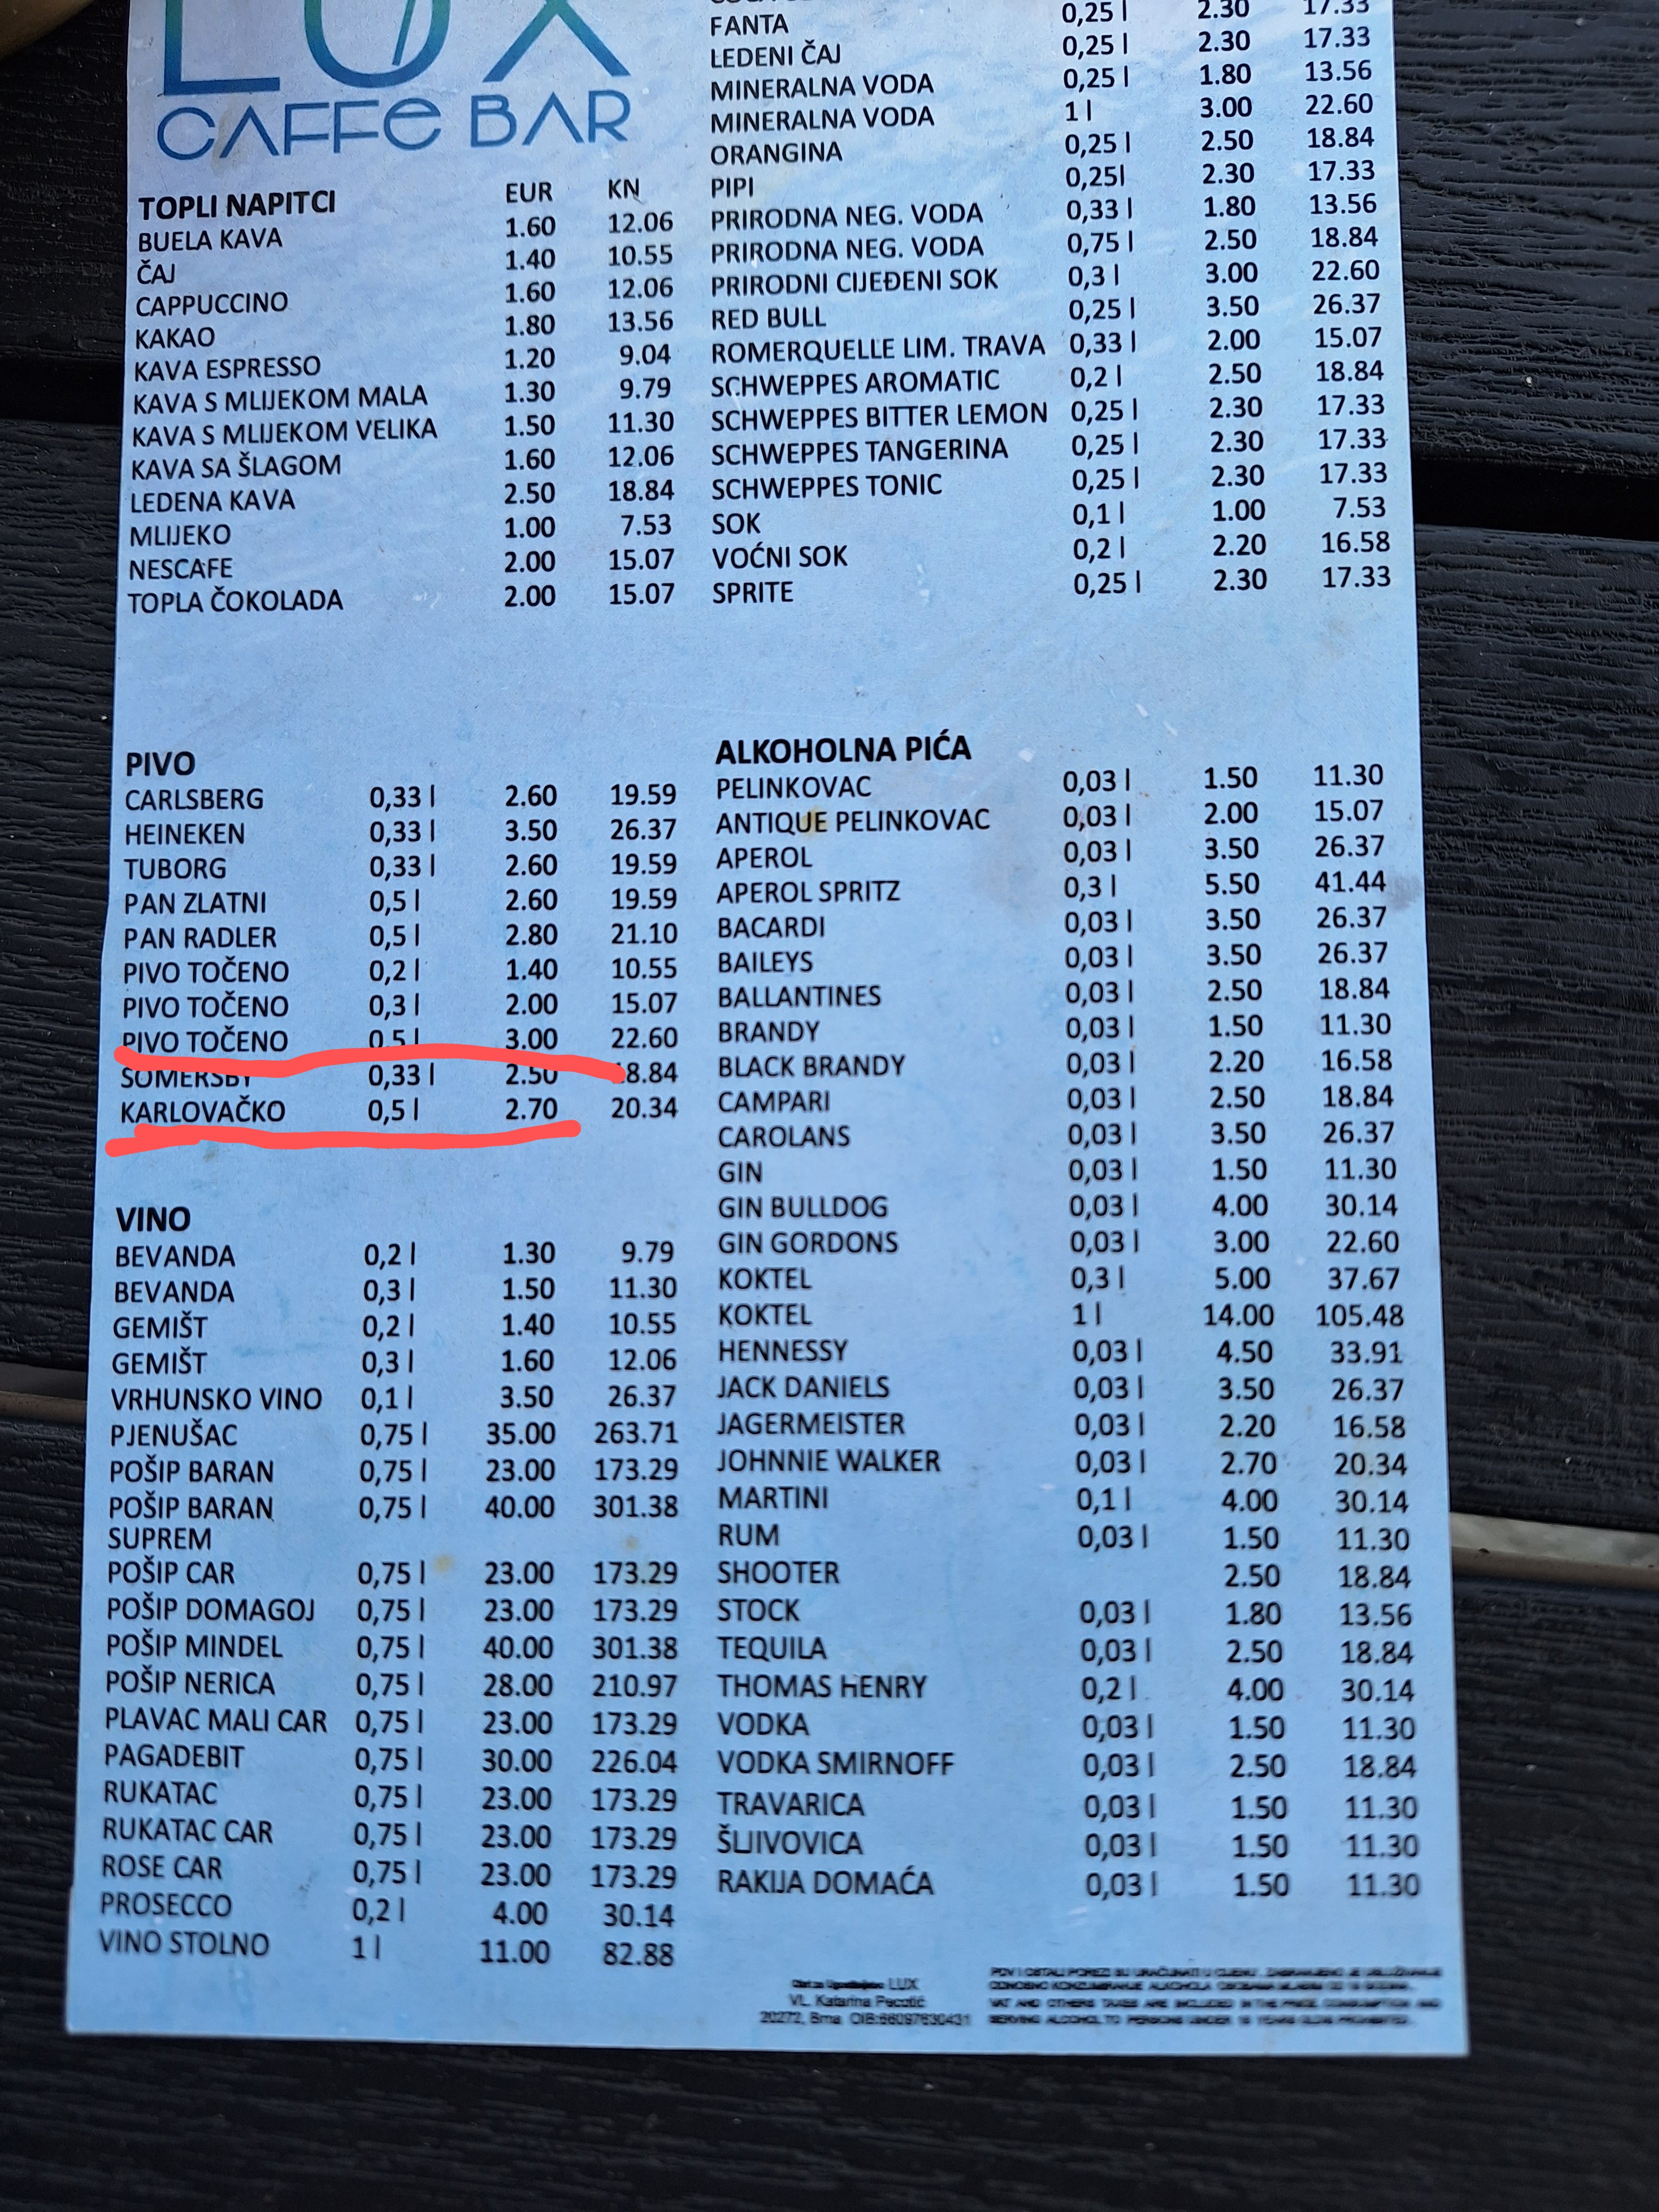 LUX
CAFFE BAR
TOPLI NAPITCI EUR KN
BUELA KAVA 1.60 12.06
ČAJ 1.40 10.55
CAPPUCCINO 1.60 12.06
KAKAO 1.80 13.56
KAVA ESPRESSO 1.20 9.04
KAVA S MLIJEKOM MALA 1.30 9.79
KAVA S MLIJEKOM VELIKA 1.50 11.30
KAVA SA ŠLAGOM 1.60 12.06
LEDENA KAVA 2.50 18.84
MLIJEKO 1.00 7.53
NESCAFE 2.00 15.07
TOPLA ČOKOLADA 2.00 15.07
FANTA 0,25 l 2.30 17.33
LEDENI ČAJ 0,25 l 2.30 17.33
MINERALNA VODA 0,25 l 1.80 13.56
MINERALNA VODA 1 l 3.00 22.60
ORANGINA 0,25 l 2.50 18.84
PIPI 0,25l 2.30 17.33
PRIRODNA NEG. VODA 0,33 l 1.80 13.56
PRIRODNA NEG. VODA 0,75 l 2.50 18.84
PRIRODNI CIJEĐENI SOK 0,3 l 3.00 22.60
RED BULL 0,25 l 3.50 26.37
ROMERQUELLE LIM. TRAVA 0,33 l 2.00 15.07
SCHWEPPES AROMATIC 0,2 l 2.50 18.84
SCHWEPPES BITTER LEMON 0,25 l 2.30 17.33
SCHWEPPES TANGERINA 0,25 l 2.30 17.33
SCHWEPPES TONIC 0,25 l 2.30 17.33
SOK 0,1 l 1.00 7.53
VOĆNI SOK 0,2 l 2.20 16.58
SPRITE 0,25 l 2.30 17.33
PIVO
CARLSBERG 0,33 l 2.60 19.59
HEINEKEN 0,33 l 3.50 26.37
TUBORG 0,33 l 2.60 19.59
PAN ZLATNI 0,5 l 2.60 19.59
PAN RADLER 0,5 l 2.80 21.10
PIVO TOČENO 0,2 l 1.40 10.55
PIVO TOČENO 0,3 l 2.00 15.07
PIVO TOČENO 0,5 l 3.00 22.60
SOMERSBY 0,33 l 2.50 18.84
KARLOVAČKO 0,5 l 2.70 20.34
VINO
BEVANDA 0,2 l 1.30 9.79
BEVANDA 0,3 l 1.50 11.30
GEMIŠT 0,2 l 1.40 10.55
GEMIŠT 0,3 l 1.60 12.06
VRHUNSKO VINO 0,1 l 3.50 26.37
PJENUŠAC 0,75 l 35.00 263.71
POŠIP BARAN 0,75 l 23.00 173.29
POŠIP BARAN 0,75 l 40.00 301.38
SUPREM
POŠIP CAR 0,75 l 23.00 173.29
POŠIP DOMAGOJ 0,75 l 23.00 173.29
POŠIP MINDEL 0,75 l 40.00 301.38
POŠIP NERICA 0,75 l 28.00 210.97
PLAVAC MALI CAR 0,75 l 23.00 173.29
PAGADEBIT 0,75 l 30.00 226.04
RUKATAC 0,75 l 23.00 173.29
RUKATAC CAR 0,75 l 23.00 173.29
ROSE CAR 0,75 l 23.00 173.29
PROSECCO 0,2 l 4.00 30.14
VINO STOLNO 1 l 11.00 82.88
ALKOHOLNA PIĆA
PELINKOVAC 0,03 l 1.50 11.30
ANTIQUE PELINKOVAC 0,03 l 2.00 15.07
APEROL 0,03 l 3.50 26.37
APEROL SPRITZ 0,3 l 5.50 41.44
BACARDI 0,03 l 3.50 26.37
BAILEYS 0,03 l 3.50 26.37
BALLANTINES 0,03 l 2.50 18.84
BRANDY 0,03 l 1.50 11.30
BLACK BRANDY 0,03 l 2.20 16.58
CAMPARI 0,03 l 2.50 18.84
CAROLANS 0,03 l 3.50 26.37
GIN 0,03 l 1.50 11.30
GIN BULLDOG 0,03 l 4.00 30.14
GIN GORDONS 0,03 l 3.00 22.60
KOKTEL 0,3 l 5.00 37.67
KOKTEL 1 l 14.00 105.48
HENNESSY 0,03 l 4.50 33.91
JACK DANIELS 0,03 l 3.50 26.37
JAGERMEISTER 0,03 l 2.20 16.58
JOHNNIE WALKER 0,03 l 2.70 20.34
MARTINI 0,1 l 4.00 30.14
RUM 0,03 l 1.50 11.30
SHOOTER 2.50 18.84
STOCK 0,03 l 1.80 13.56
TEQUILA 0,03 l 2.50 18.84
THOMAS HENRY 0,2 l 4.00 30.14
VODKA 0,03 l 1.50 11.30
VODKA SMIRNOFF 0,03 l 2.50 18.84
TRAVARICA 0,03 l 1.50 11.30
ŠLJIVOVICA 0,03 l 1.50 11.30
RAKIJA DOMAĆA 0,03 l 1.50 11.30
LUX
VL. Katarina Pecotić
20272, Brna OIB:66097630431
VAT AND OTHERS TAXES ARE INCLUDED IN THE PRICE. CONSUMPTION AND
SERVING ALCOHOL TO PERSONS UNDER 18 YEARS IS PROHIBITED.